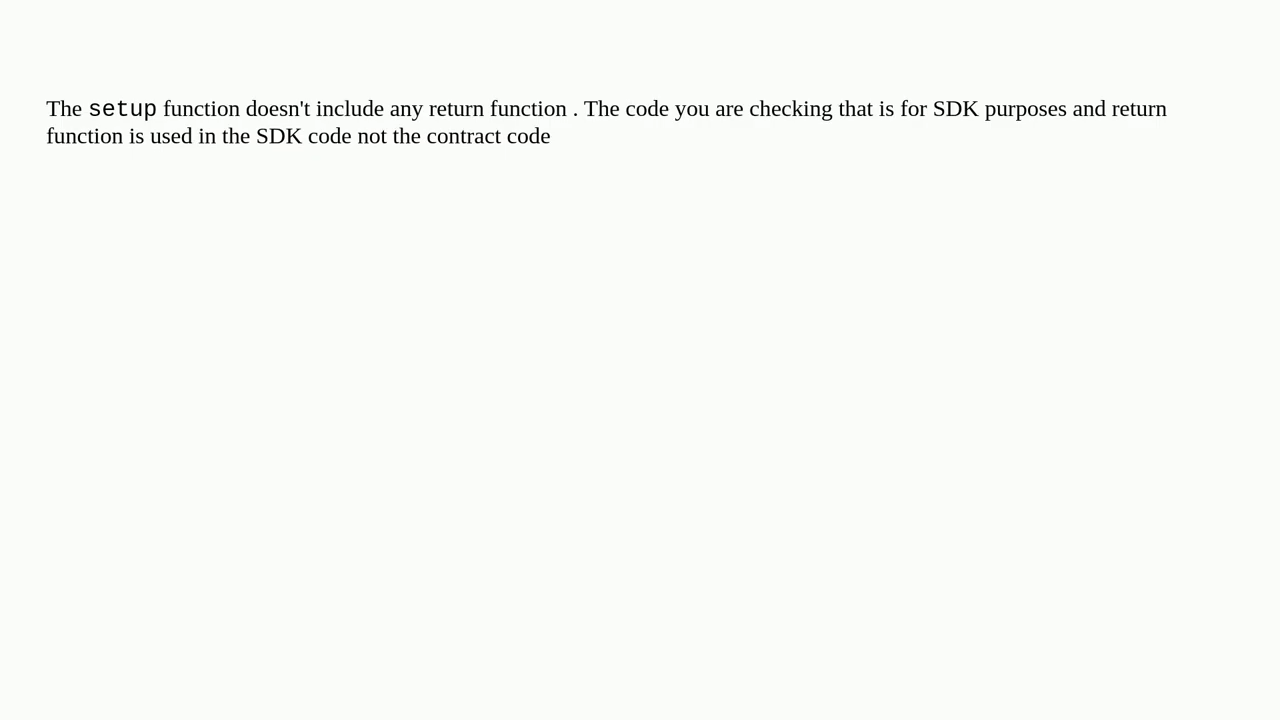 The setup function doesn't include any return function . The code you are checking that is for SDK purposes and return
function is used in the SDK code not the contract code